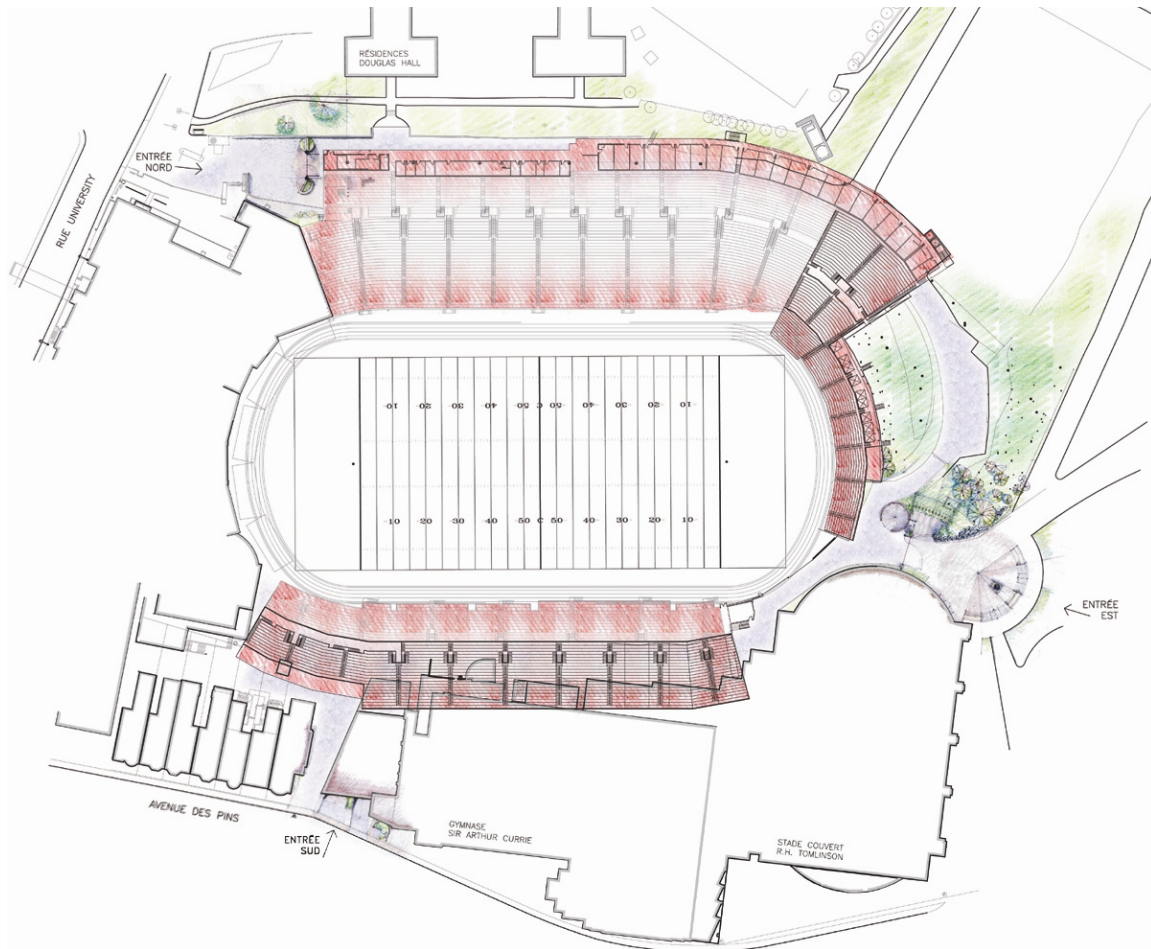 RÉSIDENCES
DOUGLAS HALL
ENTRÉE
NORD
RUE UNIVERSITY
10 20 30 40 50 C 50 40 30 20 10
10 20 30 40 50 C 50 40 30 20 10
ENTRÉE
EST
AVENUE DES PINS
ENTRÉE
SUD
GYMNASE
SIR ARTHUR CURRIE
STADE COUVERT
R.H. TOMLINSON